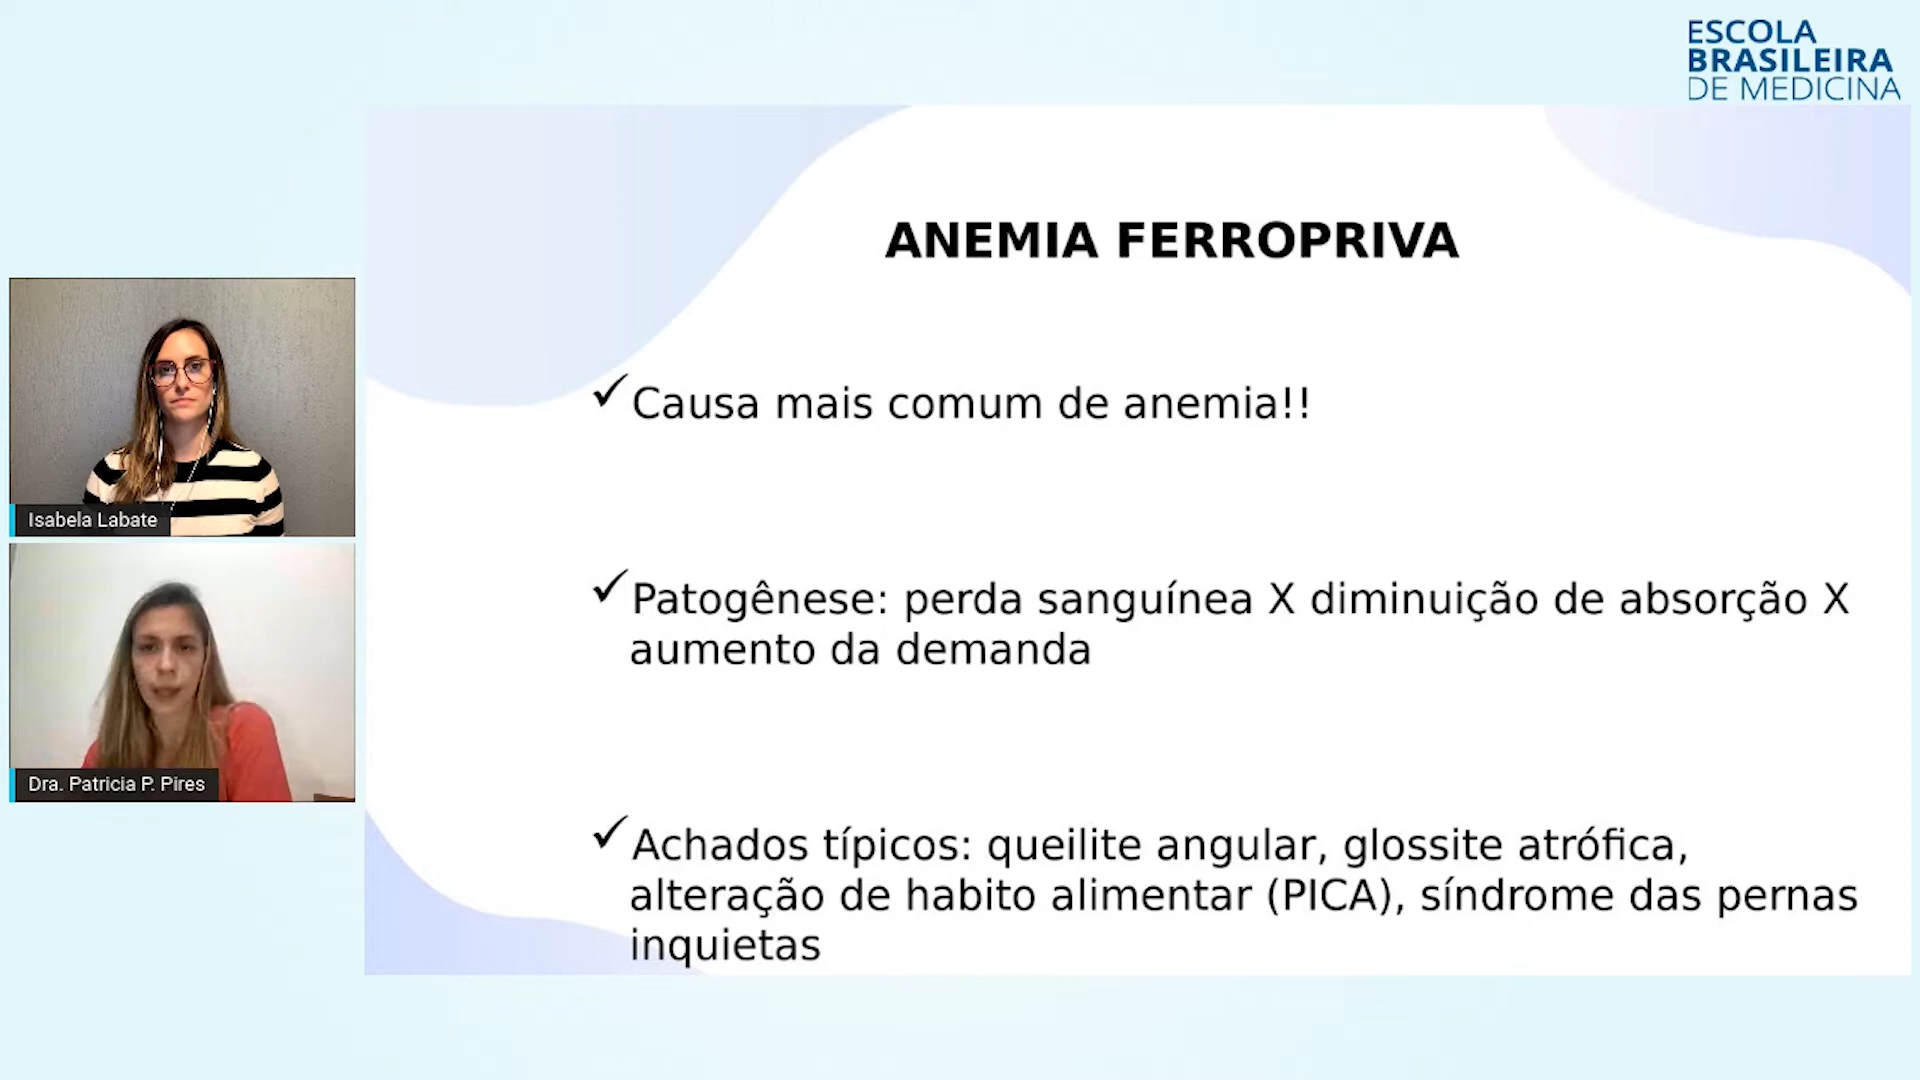 ESCOLA
BRASILEIRA
DE MEDICINA
ANEMIA FERROPRIVA
Causa mais comum de anemia!!
Patogênese: perda sanguínea X diminuição de absorção X
aumento da demanda
Achados típicos: queilite angular, glossite atrófica,
alteração de habito alimentar (PICA), síndrome das pernas
inquietas
Isabela Labate
Dra. Patricia P. Pires